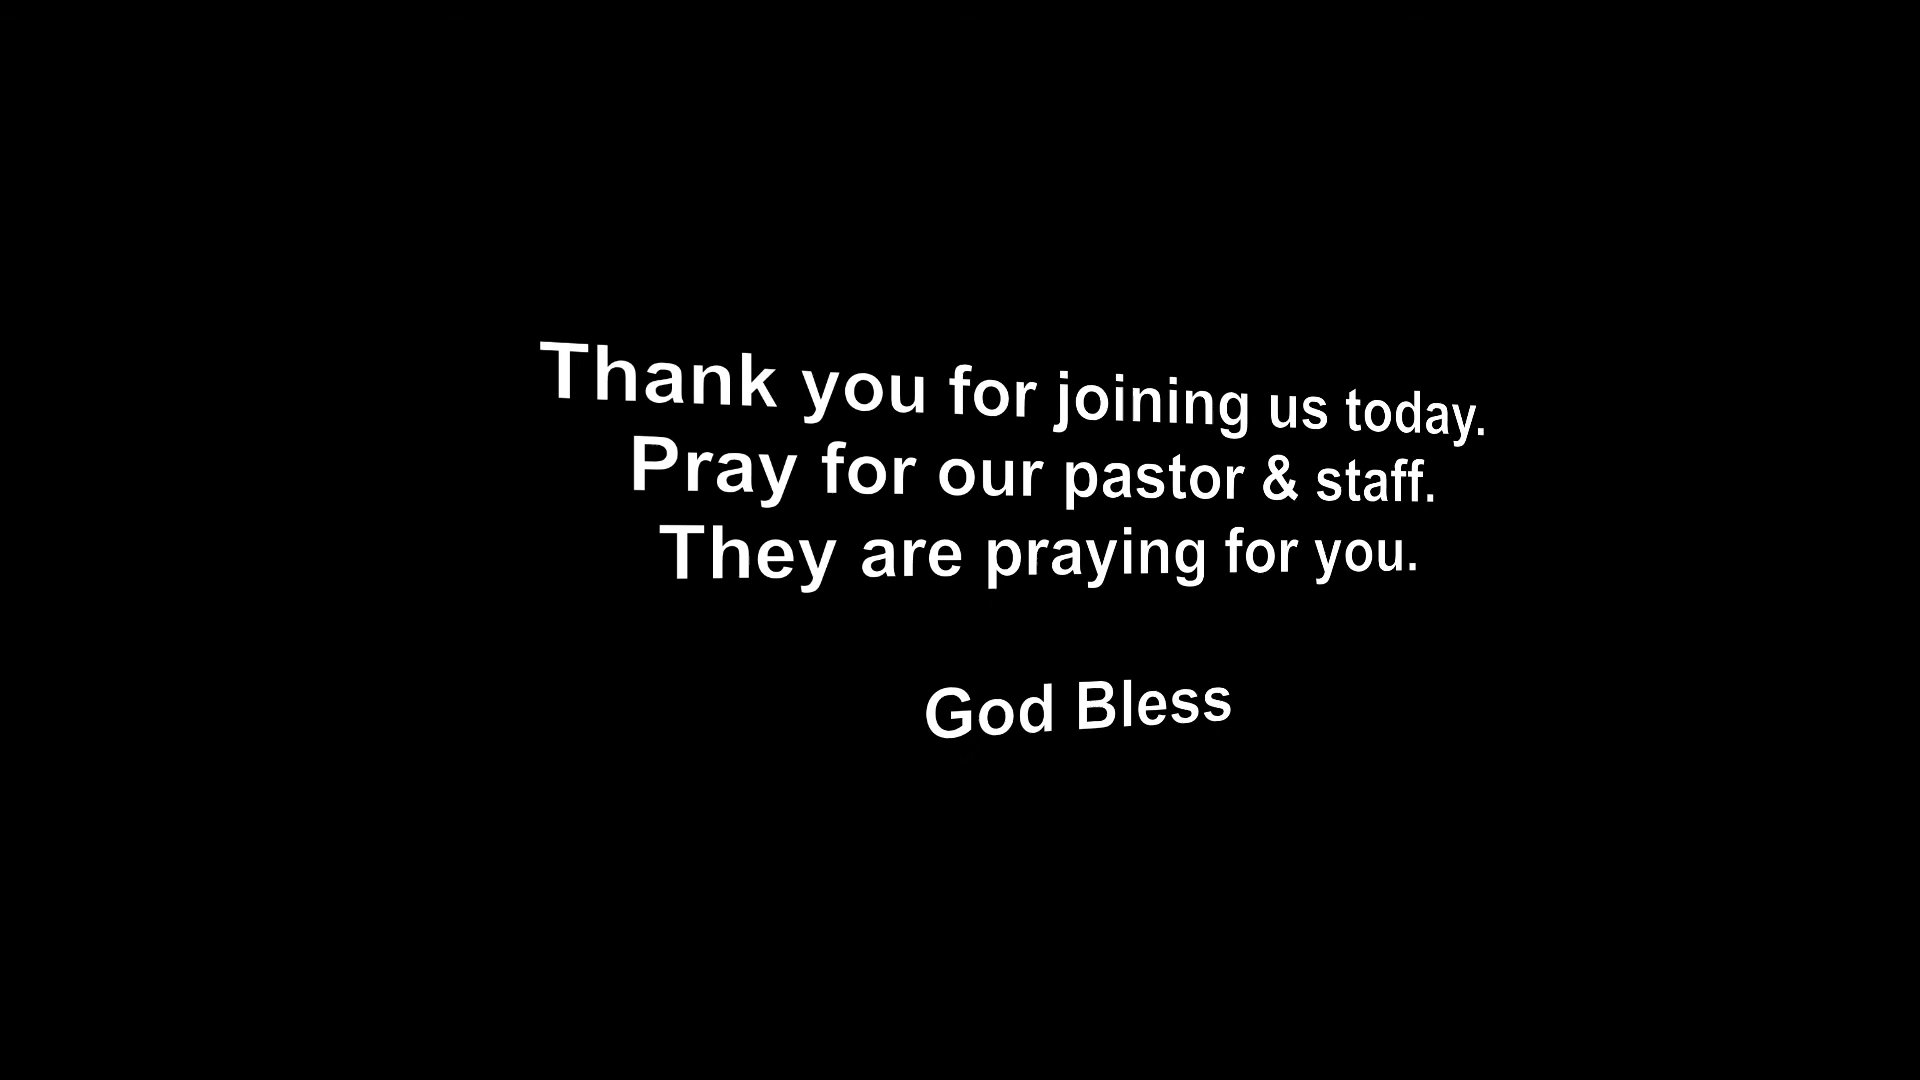 Thank you for joining us today.
Pray for our pastor & staff.
They are praying for you.
God Bless